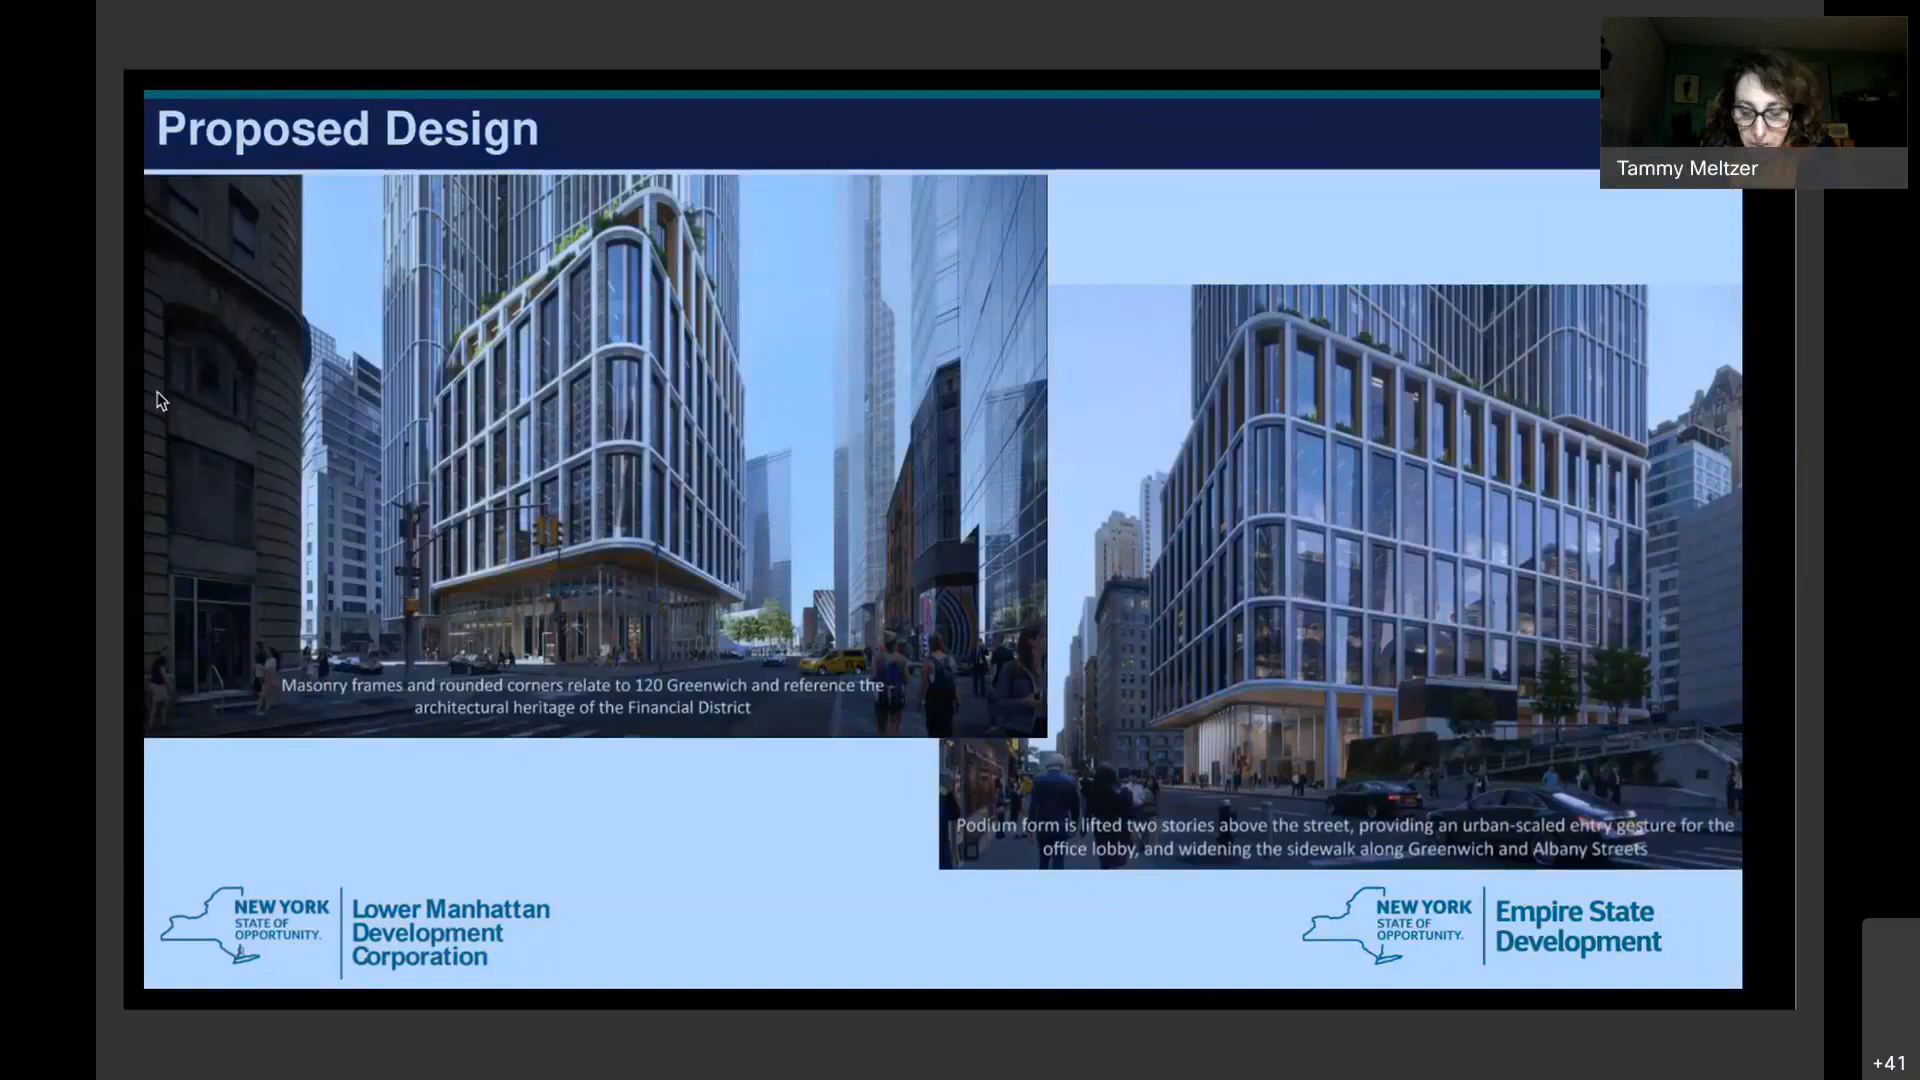 Proposed Design
Tammy Meltzer
Masonry frames and rounded corners relate to 120 Greenwich and reference the
architectural heritage of the Financial District
Podium form is lifted two stories above the street, providing an urban-scaled entry gesture for the
office lobby, and widening the sidewalk along Greenwich and Albany Streets
NEW YORK
STATE OF
OPPORTUNITY.
Lower Manhattan
Development
Corporation
NEW YORK
STATE OF
OPPORTUNITY.
Empire State
Development
+41